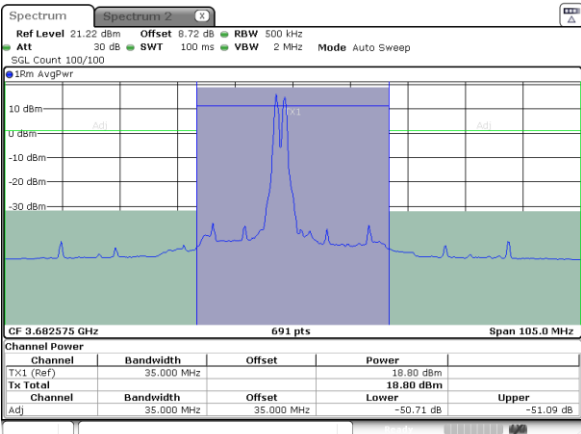 Spectrum Spectrum 2 X
Ref Level 21.22 dBm Offset 8.72 dB RBW 500 kHz
Att 30 dB SWT 100 ms VBW 2 MHz Mode Auto Sweep
SGL Count 100/100
1Rm AvgPwr
10 dBm
TX1
Adj Adj
0 dBm
-10 dBm
-20 dBm
-30 dBm
CF 3.682575 GHz 691 pts Span 105.0 MHz
Channel Power
Channel Bandwidth Offset Power
TX1 (Ref) 35.000 MHz 18.80 dBm
Tx Total 18.80 dBm
Channel Bandwidth Offset Lower Upper
Adj 35.000 MHz 35.000 MHz -50.71 dB -51.09 dB
Ready